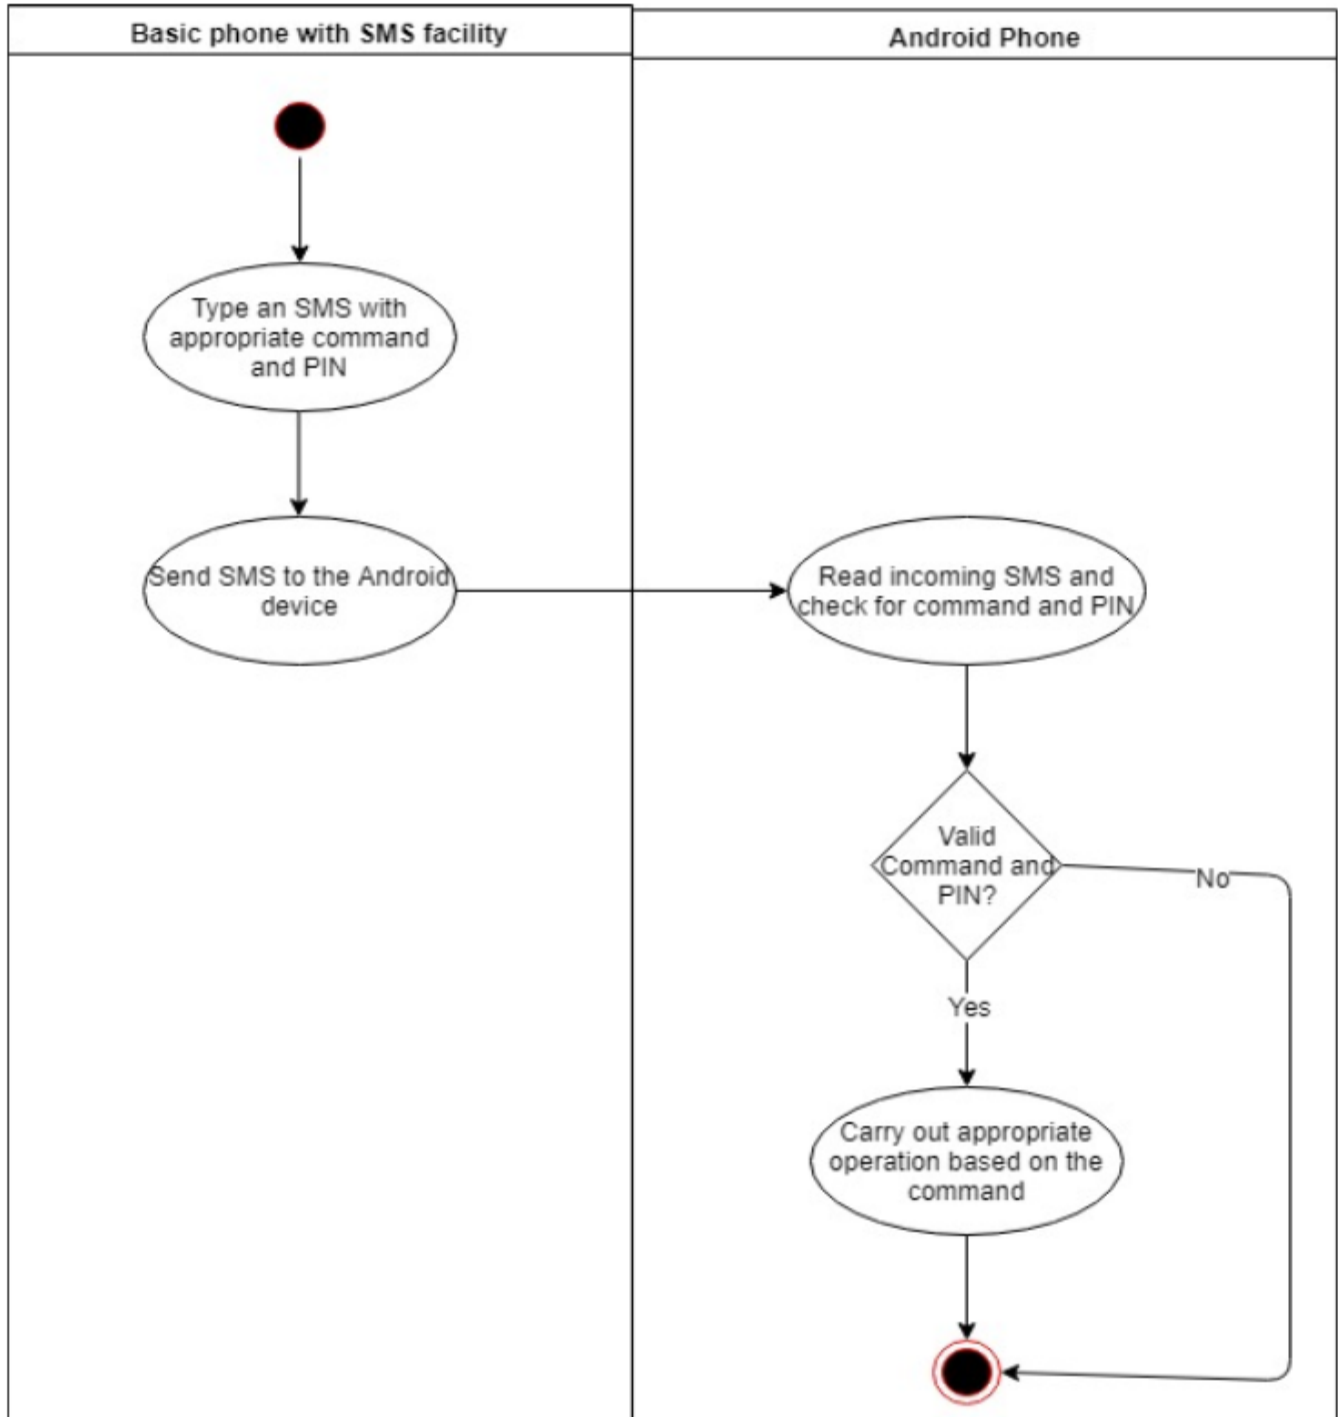 Basic phone with SMS facility
Android Phone
Type an SMS with
appropriate command
and PIN
Send SMS to the Android
device
Read incoming SMS and
check for command and PIN
Valid
Command and
PIN?
No
Yes
Carry out appropriate
operation based on the
command